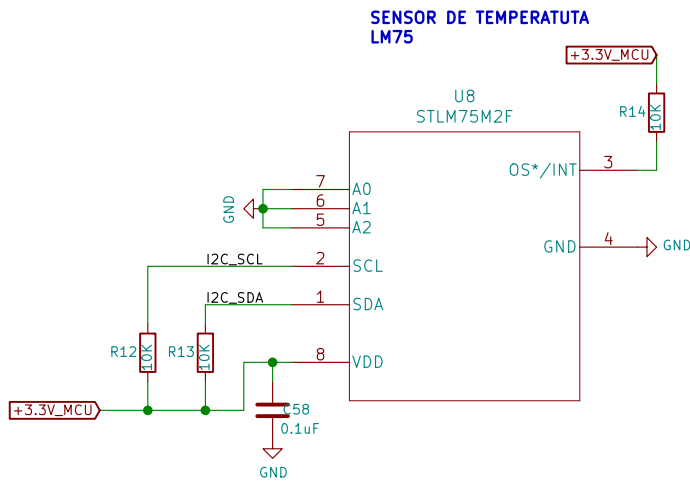 SENSOR DE TEMPERATUTA
LM75
+3.3V_MCU
R14
10K
U8
STLM75M2F
OS*/INT
3
7
A0
6
A1
5
A2
GND
4
GND
GND
I2C_SCL
2
SCL
I2C_SDA
1
SDA
R12
10K
R13
10K
8
VDD
+3.3V_MCU
C58
0.1uF
GND